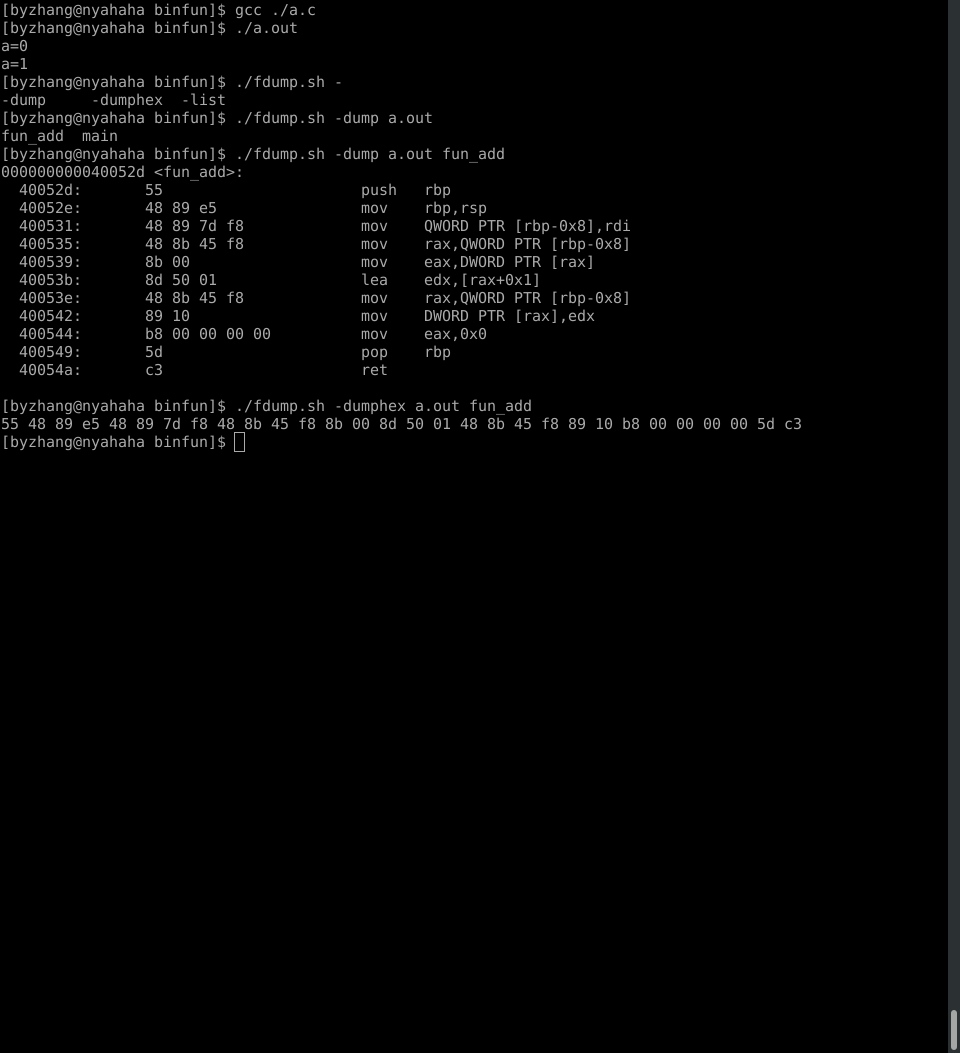 [byzhang@nyahaha binfun]$ gcc ./a.c
[byzhang@nyahaha binfun]$ ./a.out
a=0
a=1
[byzhang@nyahaha binfun]$ ./fdump.sh -
-dump     -dumphex  -list
[byzhang@nyahaha binfun]$ ./fdump.sh -dump a.out
fun_add  main
[byzhang@nyahaha binfun]$ ./fdump.sh -dump a.out fun_add
000000000040052d <fun_add>:
  40052d:       55                      push   rbp
  40052e:       48 89 e5                mov    rbp,rsp
  400531:       48 89 7d f8             mov    QWORD PTR [rbp-0x8],rdi
  400535:       48 8b 45 f8             mov    rax,QWORD PTR [rbp-0x8]
  400539:       8b 00                   mov    eax,DWORD PTR [rax]
  40053b:       8d 50 01                lea    edx,[rax+0x1]
  40053e:       48 8b 45 f8             mov    rax,QWORD PTR [rbp-0x8]
  400542:       89 10                   mov    DWORD PTR [rax],edx
  400544:       b8 00 00 00 00          mov    eax,0x0
  400549:       5d                      pop    rbp
  40054a:       c3                      ret
[byzhang@nyahaha binfun]$ ./fdump.sh -dumphex a.out fun_add
55 48 89 e5 48 89 7d f8 48 8b 45 f8 8b 00 8d 50 01 48 8b 45 f8 89 10 b8 00 00 00 00 5d c3
[byzhang@nyahaha binfun]$